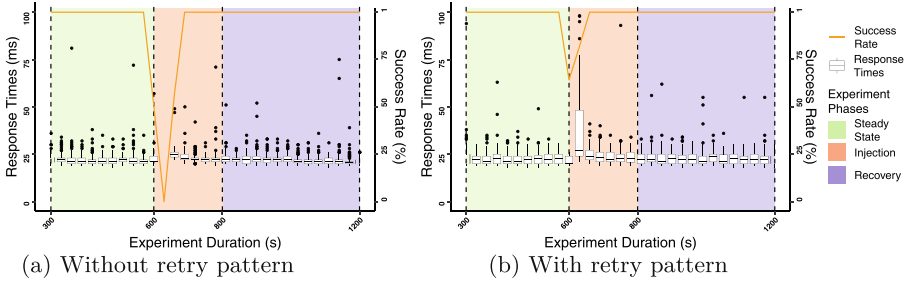 100
75
50
25
0
Response Times (ms)
1
75
50
25
0
Success Rate (%)
300
600
800
1200
Experiment Duration (s)
(a) Without retry pattern
100
75
50
25
0
Response Times (ms)
1
75
50
25
0
Success Rate (%)
300
600
800
1200
Experiment Duration (s)
(b) With retry pattern
Success
Rate
Response
Times
Experiment
Phases
Steady
State
Injection
Recovery